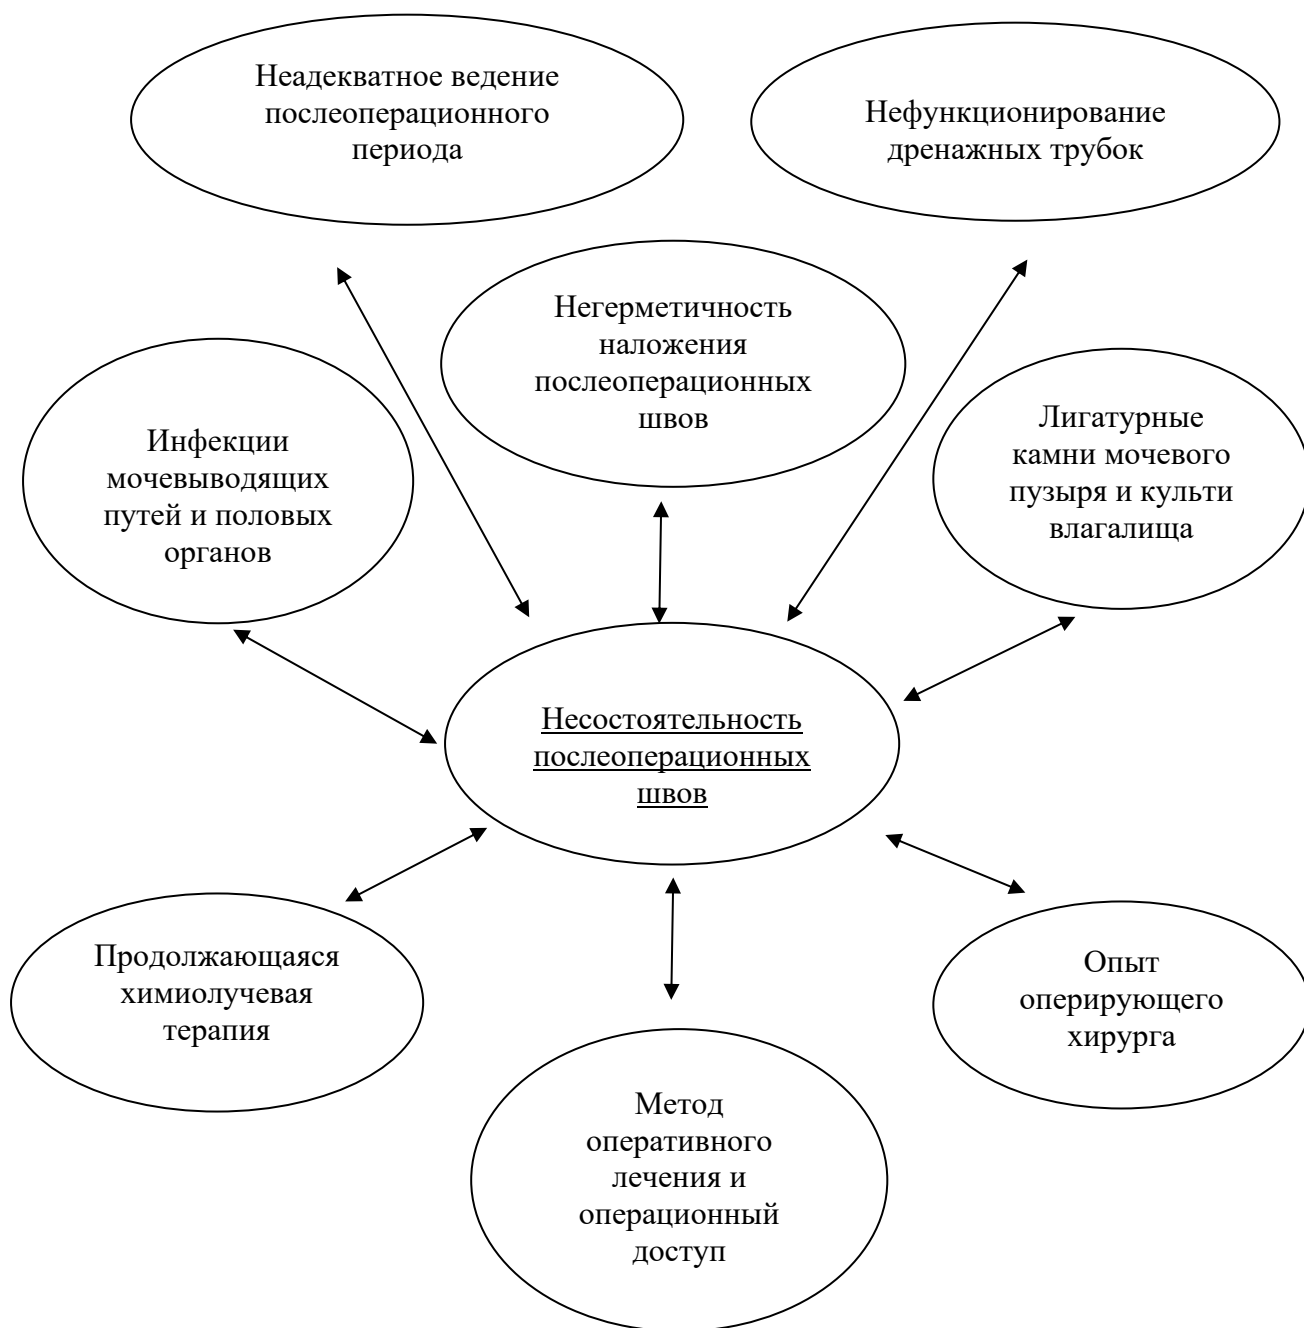 Неадекватное ведение
послеоперационного
периода
Нефункционирование
дренажных трубок
Негерметичность
наложения
послеоперационных
швов
Инфекции
мочевыводящих
путей и половых
органов
Лигатурные
камни мочевого
пузыря и культи
влагалища
Несостоятельность
послеоперационных
швов
Продолжающаяся
химиолучевая
терапия
Опыт
оперирующего
хирурга
Метод
оперативного
лечения и
операционный
доступ